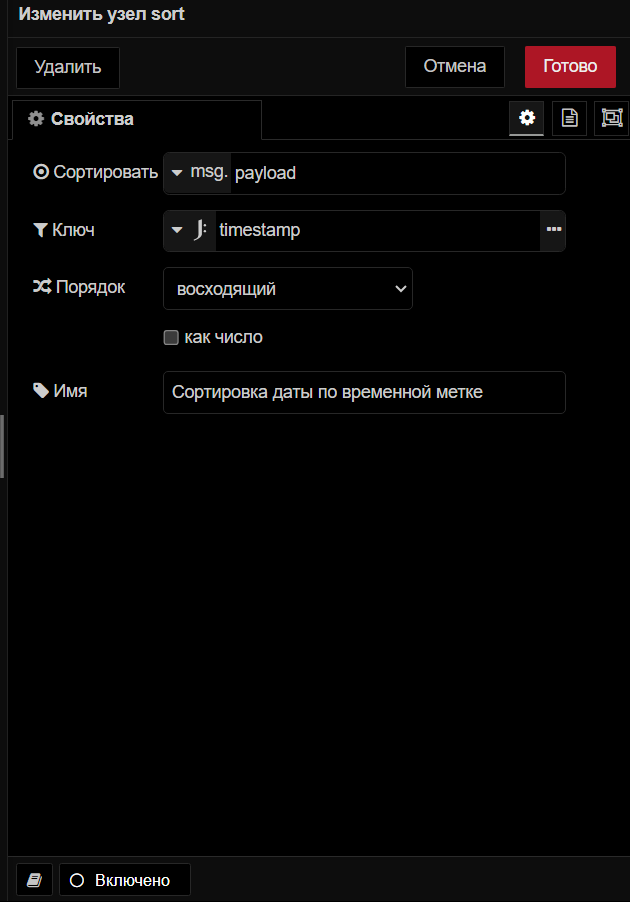 Изменить узел sort
Удалить
Отмена
Готово
Свойства
Сортировать
msg.
payload
Ключ
J:
timestamp
Порядок
восходящий
как число
Имя
Сортировка даты по временной метке
Включено